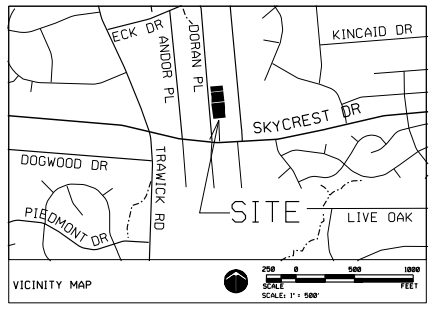 ECK DR
ANDOR PL
DORAN PL
KINCAID DR
SKYCREST DR
DOGWOOD DR
TRAWICK RD
PIEDMONT DR
SITE
LIVE OAK
VICINITY MAP
250 0 500 1000
SCALE FEET
SCALE: 1" = 500'